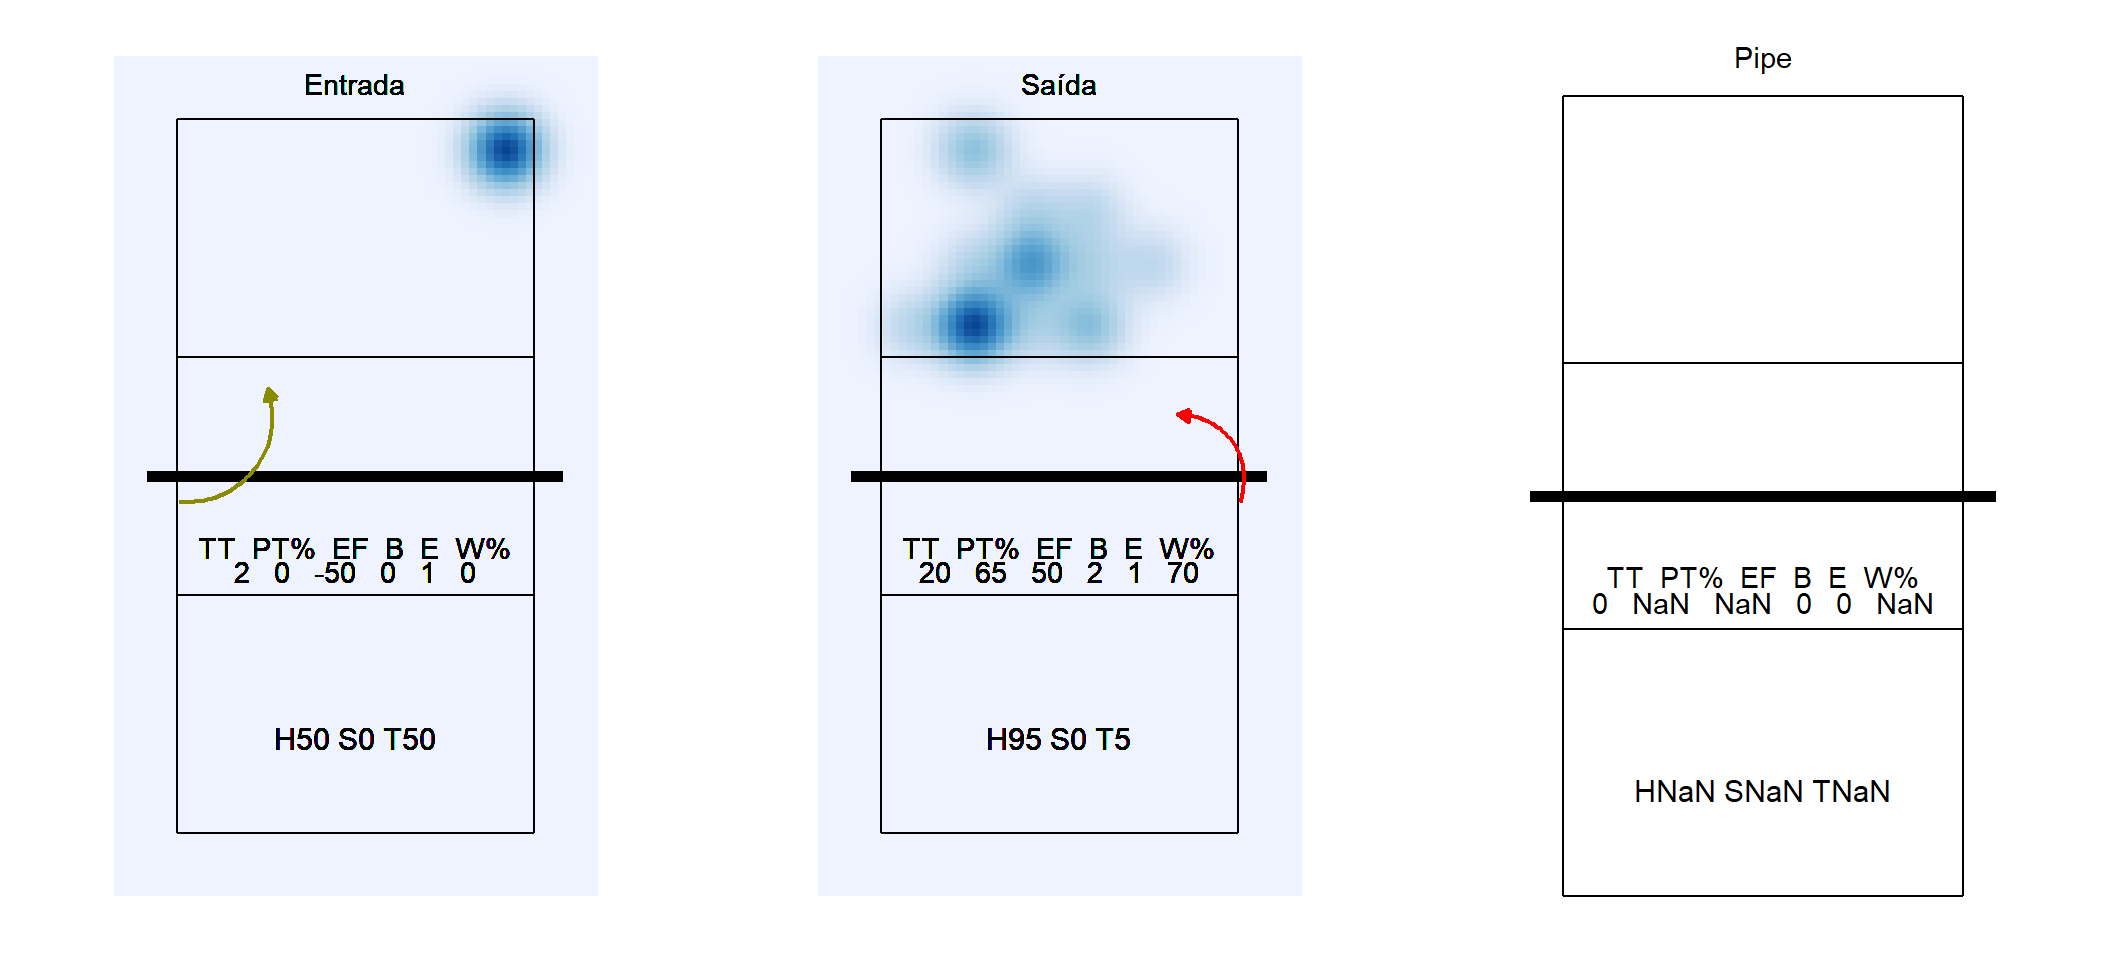 Entrada
TT PT% EF B E W%
2 0 -50 0 1 0
H50 S0 T50
Saída
TT PT% EF B E W%
20 65 50 2 1 70
H95 S0 T5
Pipe
TT PT% EF B E W%
0 NaN NaN 0 0 NaN
HNaN SNaN TNaN